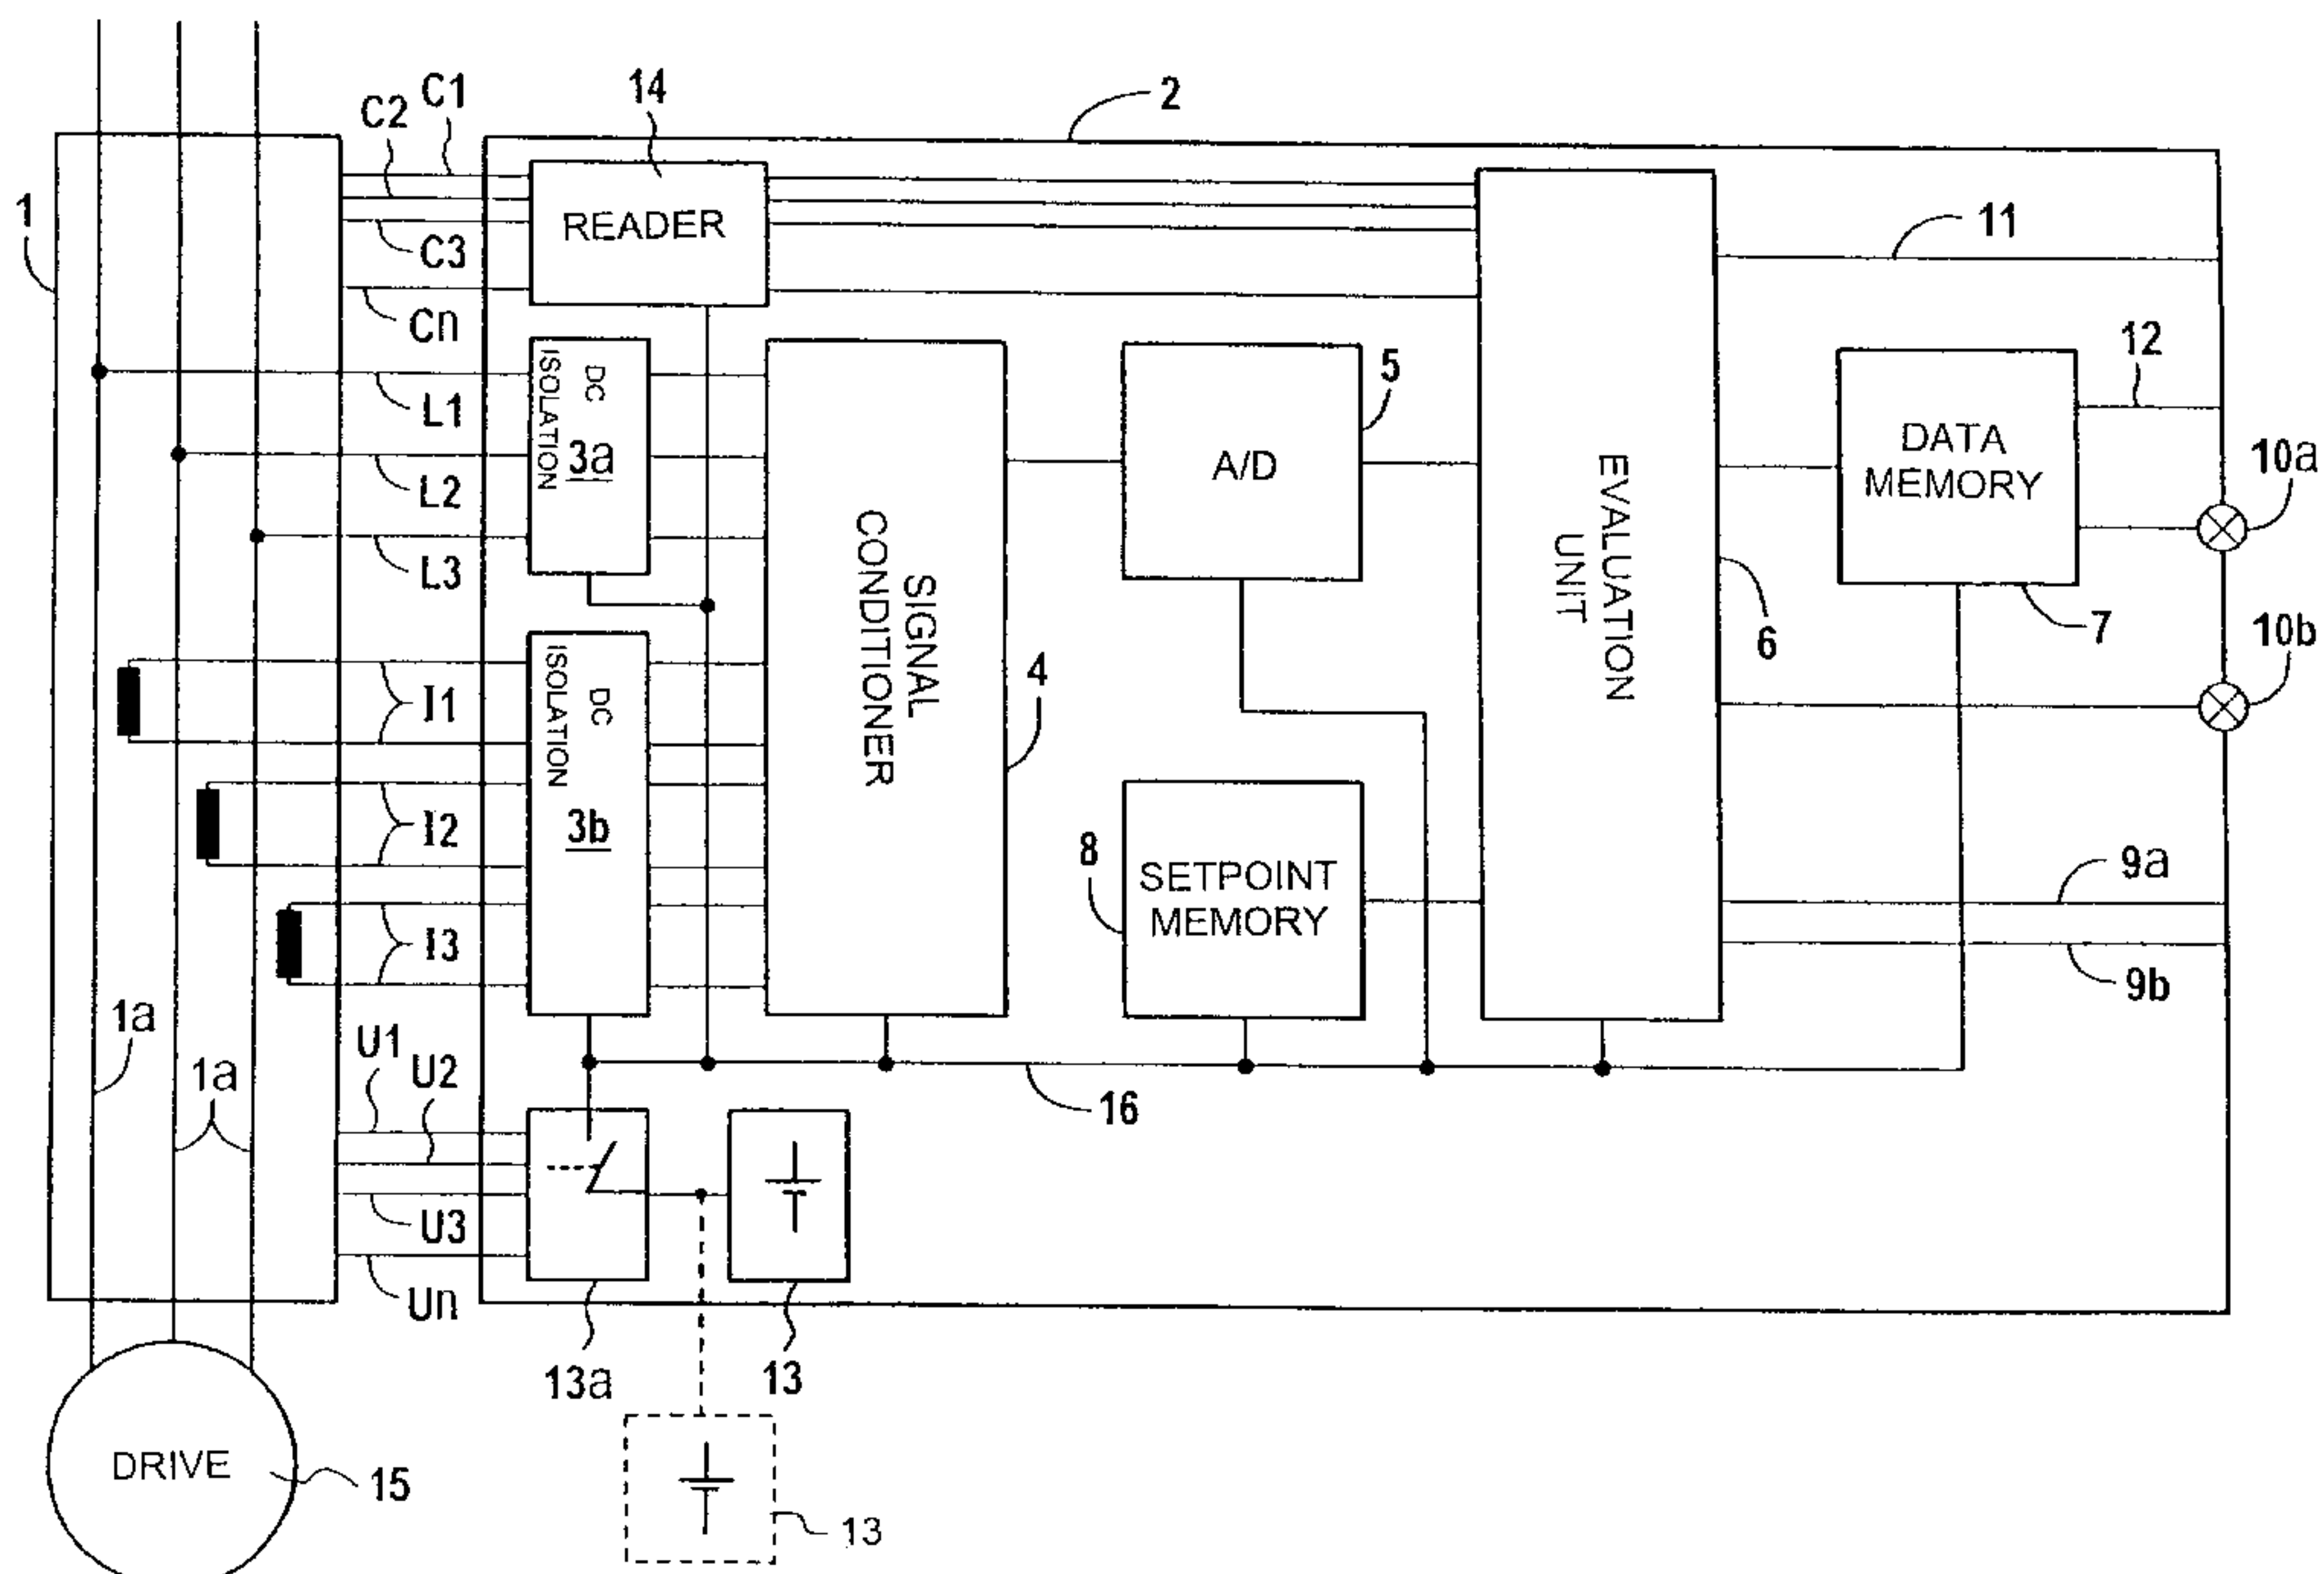 C1
C2
14
2
1
READER
C3
Cn
11
12
L1
DC
ISOLATION
3a
5
A/D
DATA
MEMORY
10a
L2
L3
SIGNAL
CONDITIONER
EVALUATION
UNIT
6
7
10b
I1
DC
ISOLATION
3b
4
I2
8
SETPOINT
MEMORY
9a
I3
9b
1a
U1
U2
1a
16
U3
Un
13a
13
DRIVE
15
13